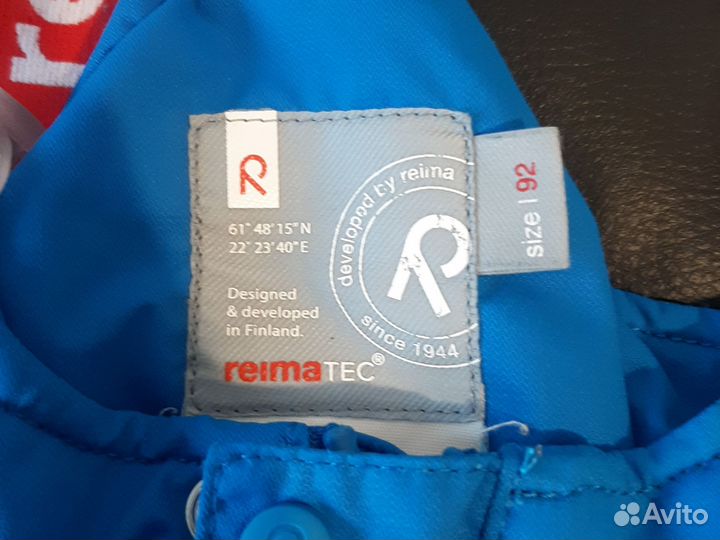 re
61° 48' 15" N
22° 23' 40" E
Designed
& developed
in Finland.
reimaTEC®
developed by reima
since 1944
size | 92
Avito